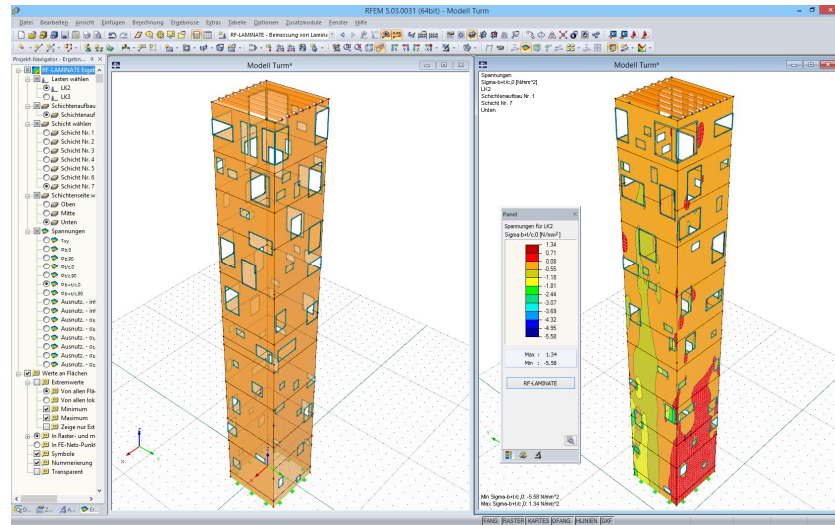 RFEM 5.03.0031 (64bit) - Modell Turm*
Datei Bearbeiten Ansicht Einfügen Berechnung Ergebnisse Extras Tabelle Optionen Zusatzmodule Fenster Hilfe
RF-LAMINATE - Bemessung von Lamina
Projekt-Navigator - Ergebn...
RF-LAMINATE Ergeb
Lasten wählen
LK2
LK3
Schichtenaufbau
Schichtenauf
Schicht wählen
Schicht Nr. 1
Schicht Nr. 2
Schicht Nr. 3
Schicht Nr. 4
Schicht Nr. 5
Schicht Nr. 6
Schicht Nr. 7
Schichtenseite w
Oben
Mitte
Unten
Spannungen
Ausnutz. - int
Ausnutz. - int
Werte an Flächen
Extremwerte
Von allen Flä
Von allen lok
Minimum
Maximum
Zeige nur Ext
In Raster- und m
In FE-Netz-Punkt
Symbole
Nummerierung
Transparent
Modell Turm*
Modell Turm*
Spannungen
Sigma-b+t/c,0 [N/mm^2]
LK2
Schichtenaufbau Nr. 1
Schicht Nr. 7
Unten
Panel
Spannungen für LK2
Sigma-b+t/c,0 [N/mm²]
1.34
0.71
0.08
-0.55
-1.18
-1.81
-2.44
-3.07
-3.69
-4.32
-4.95
-5.58
Max : 1.34
Min : -5.58
RF-LAMINATE
Min Sigma-b+t/c,0: -5.58 N/mm^2
Max Sigma-b+t/c,0: 1.34 N/mm^2
FANG RASTER KARTES OFANG HLINIEN DXF